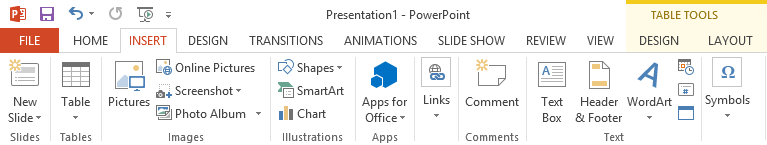 Presentation1 - PowerPoint
TABLE TOOLS
FILE HOME INSERT DESIGN TRANSITIONS ANIMATIONS SLIDE SHOW REVIEW VIEW DESIGN LAYOUT
New Slide
Table
Pictures
Online Pictures
Screenshot
Photo Album
Shapes
SmartArt
Chart
Apps for Office
Links
Comment
Text Box
Header & Footer
WordArt
Symbols
Slides Tables Images Illustrations Apps Comments Text